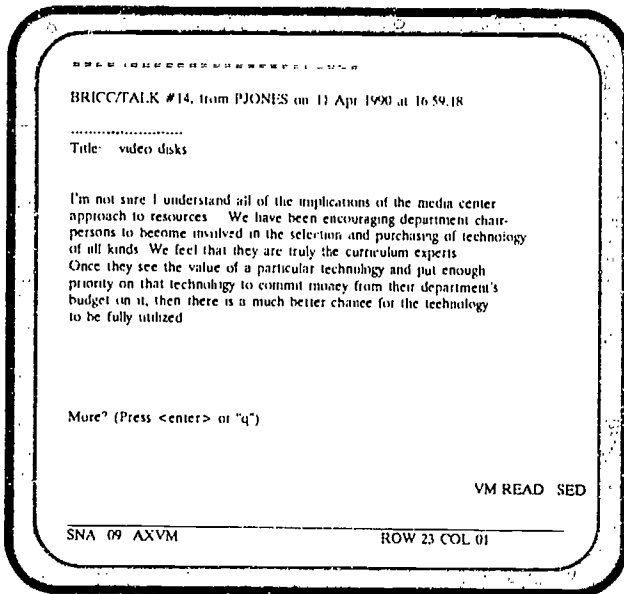 BRICC/TALK #14, from PJONES on 11 Apr 1990 at 16.59.18
.........................
Title: video disks
I'm not sure I understand all of the implications of the media center
approach to resources We have been encouraging department chair-
persons to become involved in the selection and purchasing of technology
of all kinds We feel that they are truly the curriculum experts
Once they see the value of a particular technology and put enough
priority on that technology to commit money from their department's
budget on it, then there is a much better chance for the technology
to be fully utilized
More? (Press <enter> or "q")
VM READ SED
SNA 09 AXVM ROW 23 COL 01